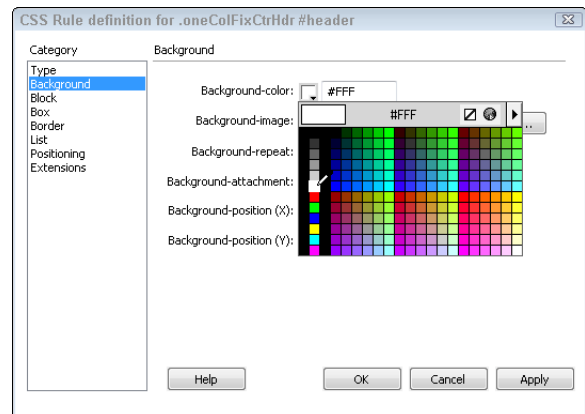 CSS Rule definition for .oneColFixCtrHdr #header
Category
Background
Type
Background
Block
Box
Border
List
Positioning
Extensions
Background-color:
#FFF
#FFF
Background-image:
..
Background-repeat:
Background-attachment:
Background-position (X):
Background-position (Y):
Help
OK
Cancel
Apply